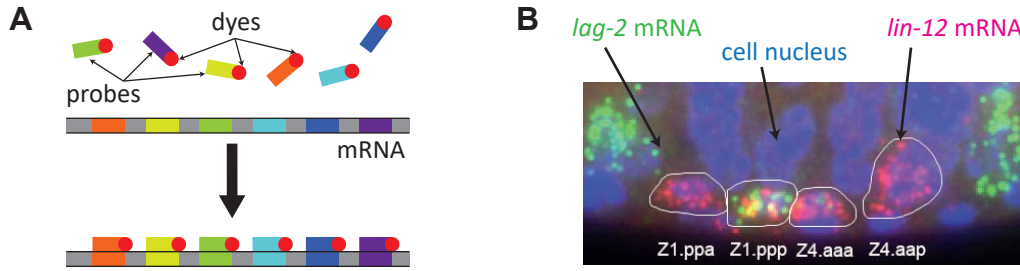 A
dyes
probes
mRNA
B
lag-2 mRNA
lin-12 mRNA
cell nucleus
Z1.ppa Z1.ppp Z4.aaa Z4.aap